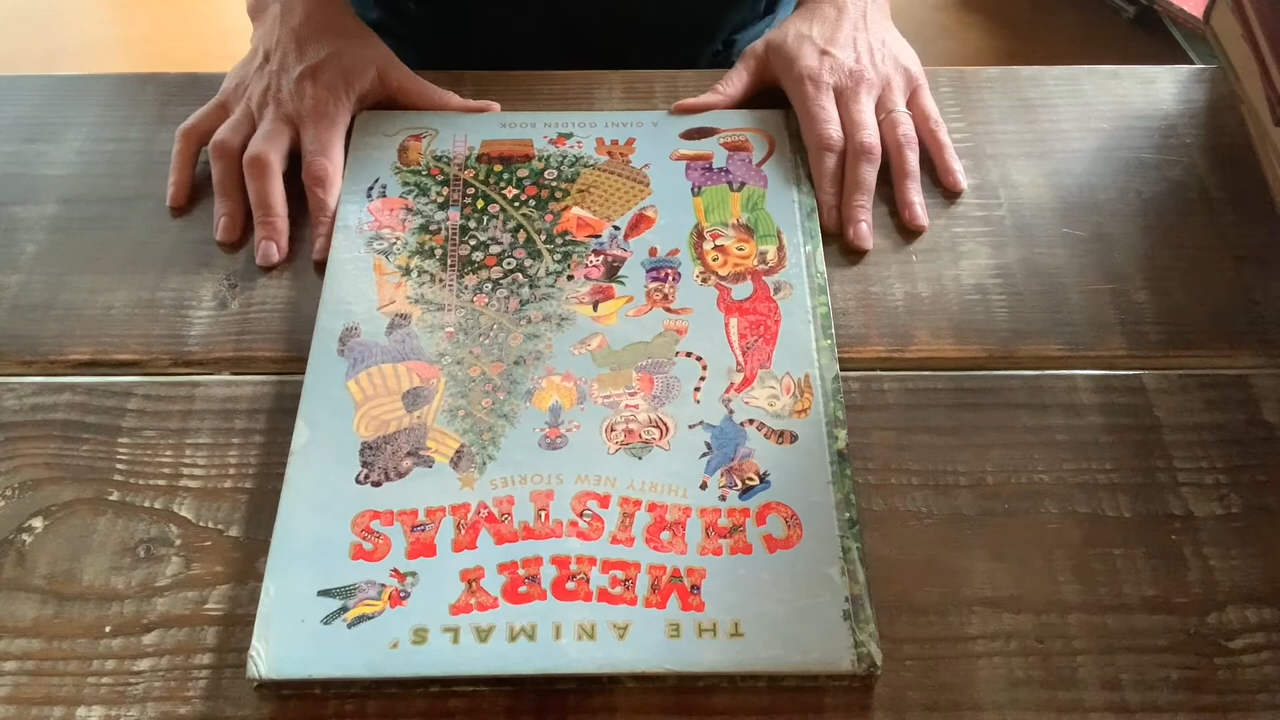 THE ANIMALS'
MERRY
CHRISTMAS
THIRTY NEW STORIES
A GIANT GOLDEN BOOK